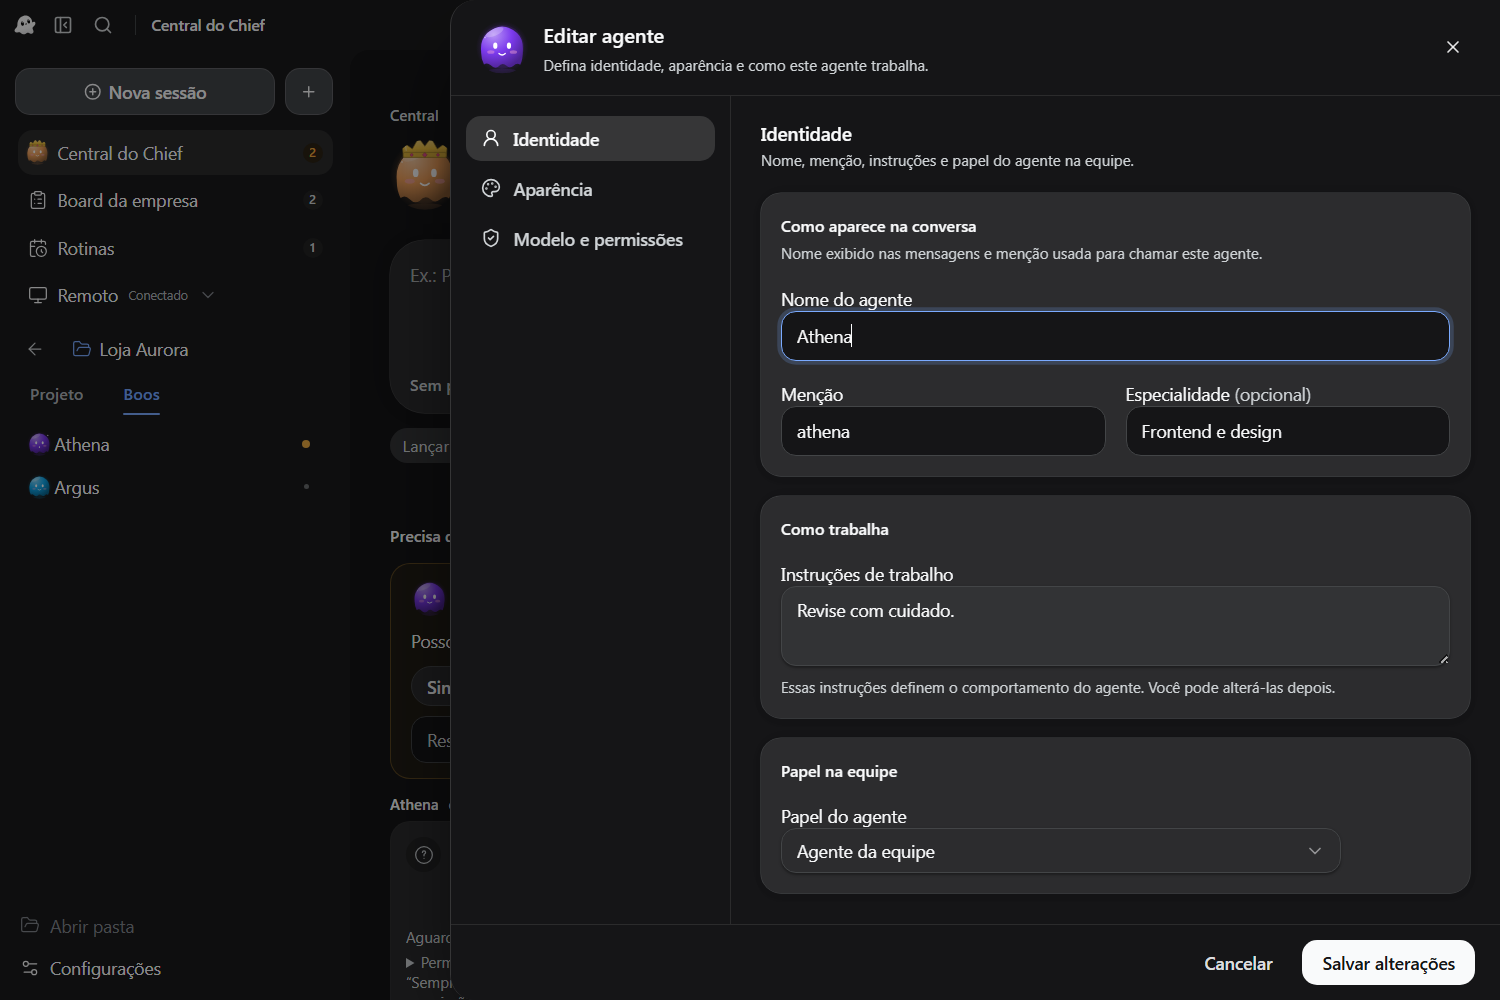 Central do Chief
Nova sessão
Central do Chief 2
Board da empresa 2
Rotinas 1
Remoto Conectado
Loja Aurora
Projeto Boos
Athena
Argus
Abrir pasta
Configurações
Central
Ex.:
Sem
Lançar
Precisa
Athena
Editar agente
Defina identidade, aparência e como este agente trabalha.
Identidade
Aparência
Modelo e permissões
Identidade
Nome, menção, instruções e papel do agente na equipe.
Como aparece na conversa
Nome exibido nas mensagens e menção usada para chamar este agente.
Nome do agente
Athena
Menção
athena
Especialidade (opcional)
Frontend e design
Como trabalha
Instruções de trabalho
Revise com cuidado.
Essas instruções definem o comportamento do agente. Você pode alterá-las depois.
Papel na equipe
Papel do agente
Agente da equipe
Cancelar
Salvar alterações